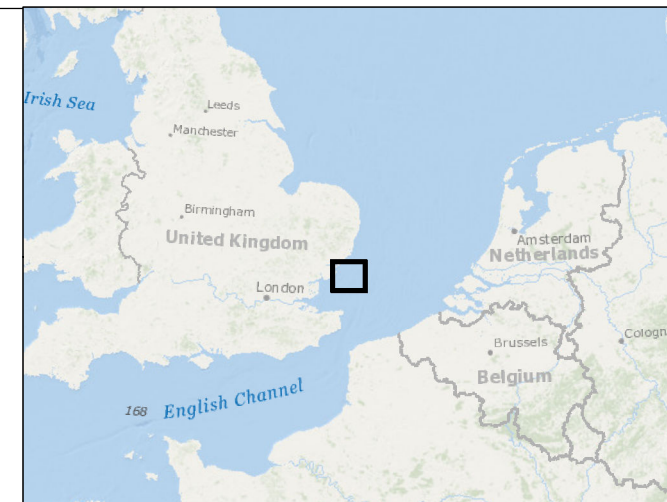 Irish Sea
Leeds
Manchester
Birmingham
United Kingdom
Amsterdam
Netherlands
London
Brussels
Cologn
Belgium
168
English Channel